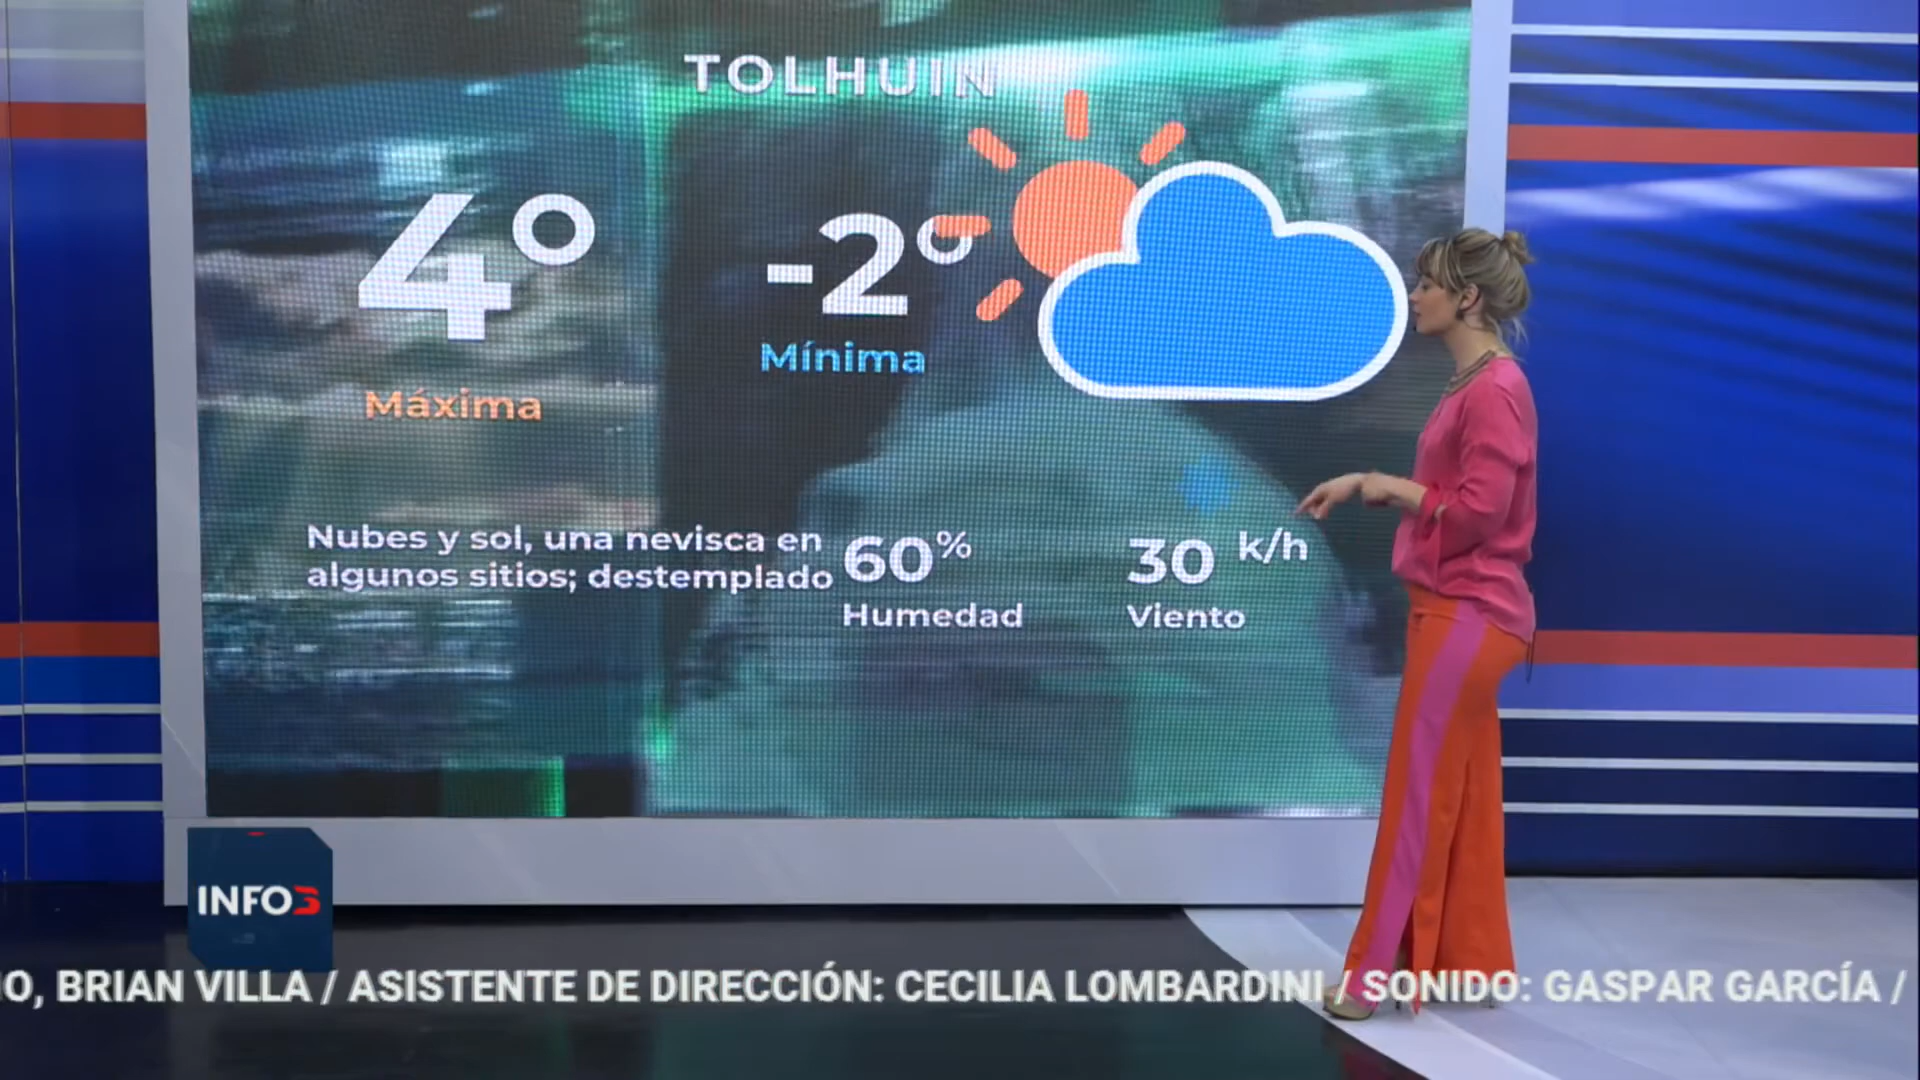 TOLHUIN
4°
-2°
Máxima
Mínima
Nubes y sol, una nevisca en
algunos sitios; destemplado
60%
Humedad
30 k/h
Viento
INFO3
IO, BRIAN VILLA / ASISTENTE DE DIRECCIÓN: CECILIA LOMBARDINI / SONIDO: GASPAR GARCÍA /